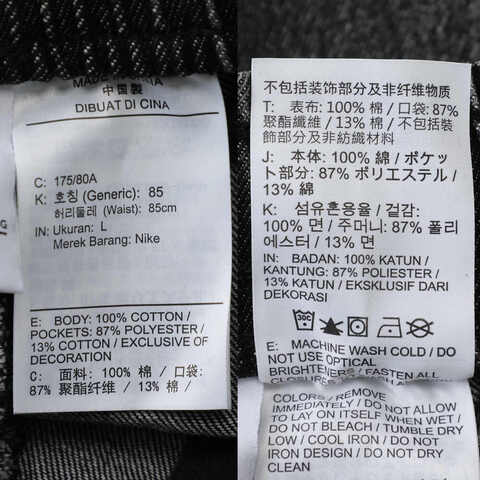 MADE IN CHINA
中国製
DIBUAT DI CINA
C: 175/80A
K: 호칭 (Generic): 85
허리둘레 (Waist): 85cm
IN: Ukuran: L
Merek Barang: Nike
E: BODY: 100% COTTON /
POCKETS: 87% POLYESTER /
13% COTTON / EXCLUSIVE OF
DECORATION
C: 面料: 100% 棉 / 口袋:
87% 聚酯纤维 / 13% 棉 /
NG
不包括装饰部分及非纤维物质
T: 表布: 100% 棉 / 口袋: 87%
聚酯纖維 / 13% 棉 / 不包括裝
飾部分及非紡織材料
J: 本体: 100% 綿 / ポケッ
ト部分: 87% ポリエステル /
13% 綿
K: 섬유혼용율 / 겉감:
100% 면 / 주머니: 87% 폴리
에스터 / 13% 면
IN: BADAN: 100% KATUN /
KANTUNG: 87% POLIESTER /
13% KATUN / EKSKLUSIF DARI
DEKORASI
30C
E: MACHINE WASH COLD / DO
NOT USE OPTICAL
BRIGHTENERS / FASTEN ALL
CLOSURES
COLORS / REMOVE
IMMEDIATELY / DO NOT ALLOW
TO LAY ON ITSELF WHEN WET /
DO NOT BLEACH / TUMBLE DRY
LOW / COOL IRON / DO NOT
IRON DESIGN / DO NOT DRY
CLEAN